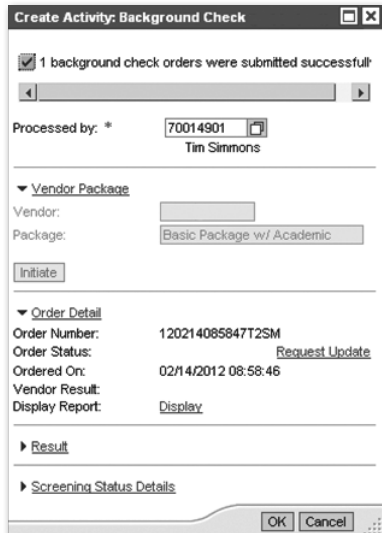 Create Activity: Background Check
1 background check orders were submitted successfull
Processed by: * 70014901
Tim Simmons
Vendor Package
Vendor:
Package: Basic Package w/ Academic
Initiate
Order Detail
Order Number: 120214085847T2SM
Order Status: Request Update
Ordered On: 02/14/2012 08:58:46
Vendor Result:
Display Report: Display
Result
Screening Status Details
OK Cancel